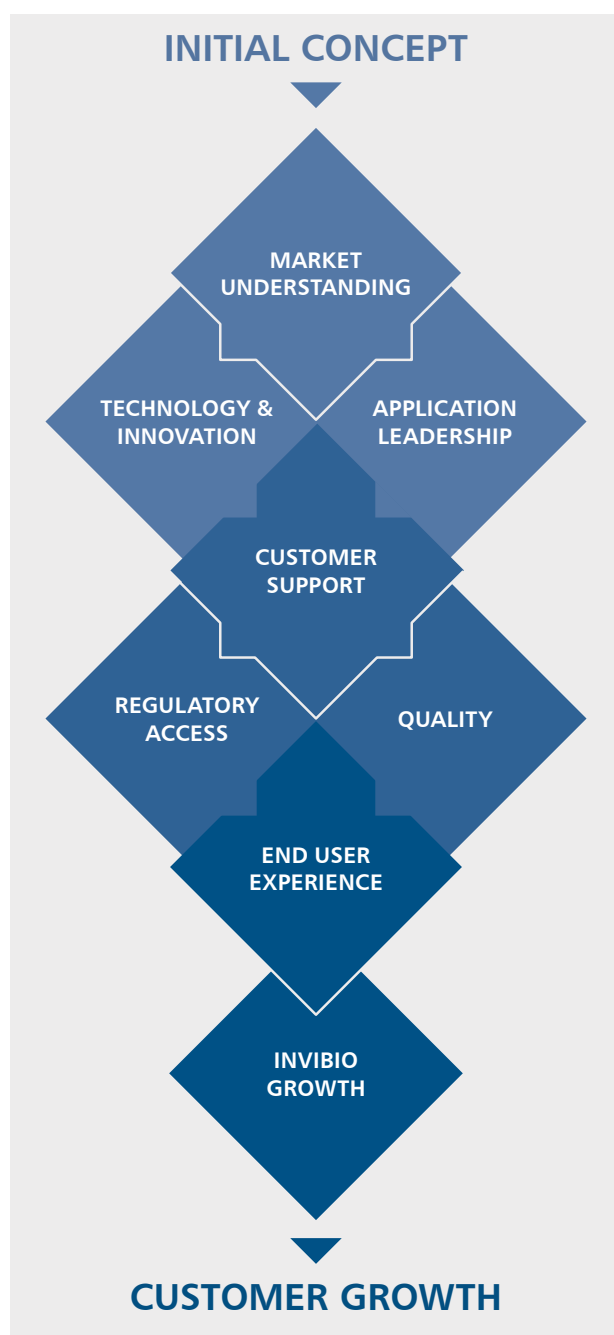 INITIAL CONCEPT
MARKET
UNDERSTANDING
TECHNOLOGY &
INNOVATION
APPLICATION
LEADERSHIP
CUSTOMER
SUPPORT
REGULATORY
ACCESS
QUALITY
END USER
EXPERIENCE
INVIBIO
GROWTH
CUSTOMER GROWTH